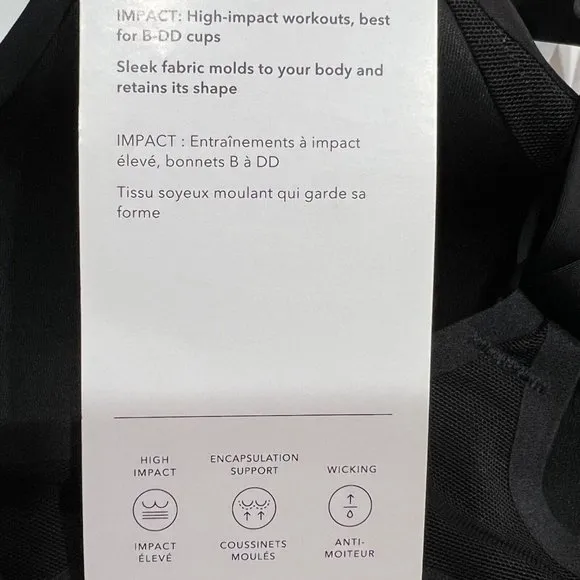 IMPACT: High-impact workouts, best
for B-DD cups
Sleek fabric molds to your body and
retains its shape
IMPACT : Entraînements à impact
élevé, bonnets B à DD
Tissu soyeux moulant qui garde sa
forme
HIGH
IMPACT
ENCAPSULATION
SUPPORT
WICKING
IMPACT
ÉLEVÉ
COUSSINETS
MOULÉS
ANTI-
MOITEUR